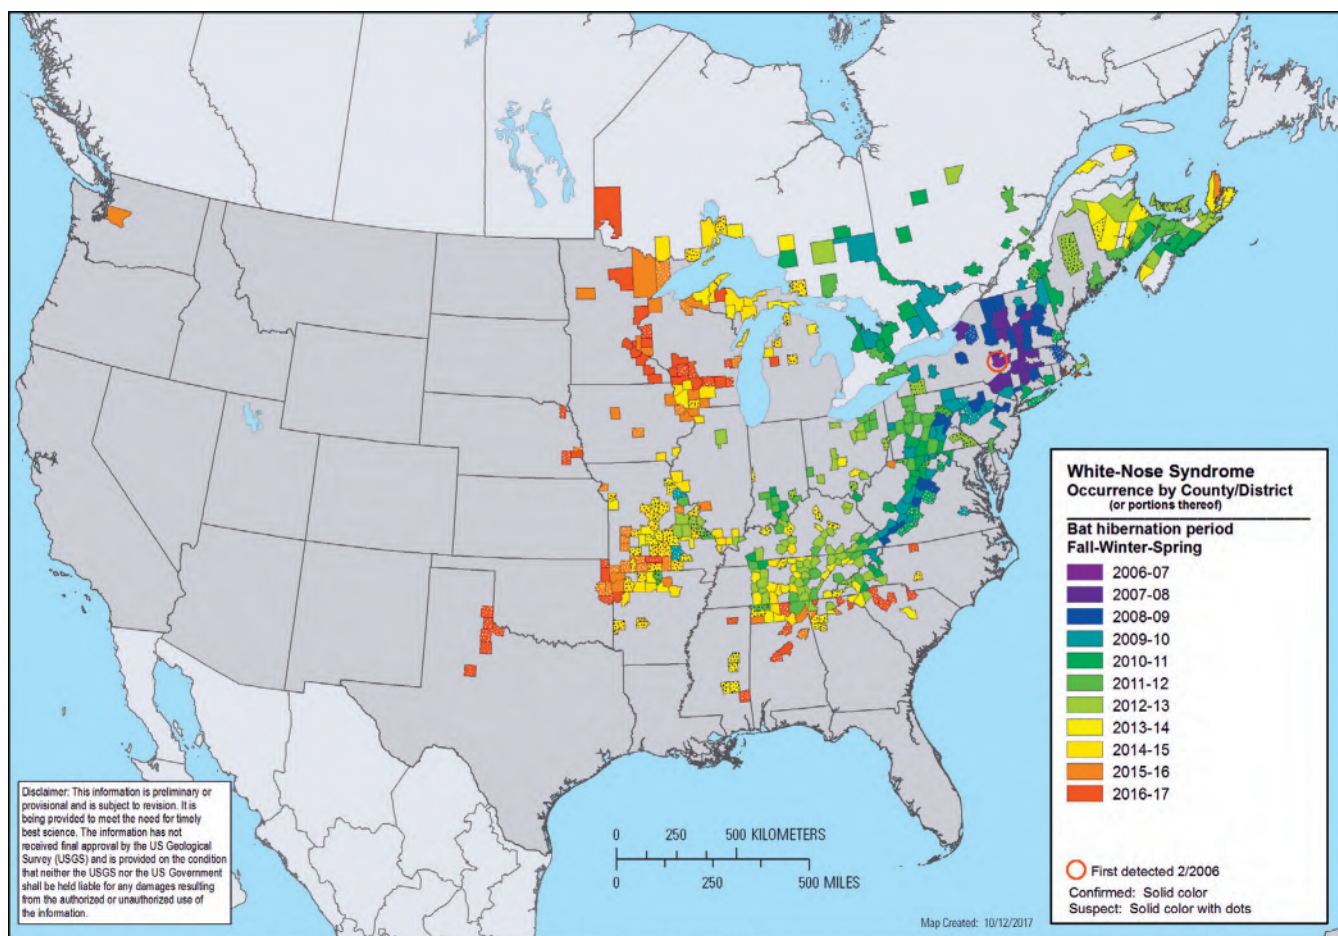 White-Nose Syndrome
Occurrence by County/District
(or portions thereof)
Bat hibernation period
Fall-Winter-Spring
2006-07
2007-08
2008-09
2009-10
2010-11
2011-12
2012-13
2013-14
2014-15
2015-16
2016-17
First detected 2/2006
Confirmed: Solid color
Suspect: Solid color with dots
Disclaimer: This information is preliminary or
provisional and is subject to revision. It is
being provided to meet the need for timely
best science. The information has not
received final approval by the US Geological
Survey (USGS) and is provided on the condition
that neither the USGS nor the US Government
shall be held liable for any damages resulting
from the authorized or unauthorized use of
the information.
0 250 500 KILOMETERS
0 250 500 MILES
Map Created: 10/12/2017